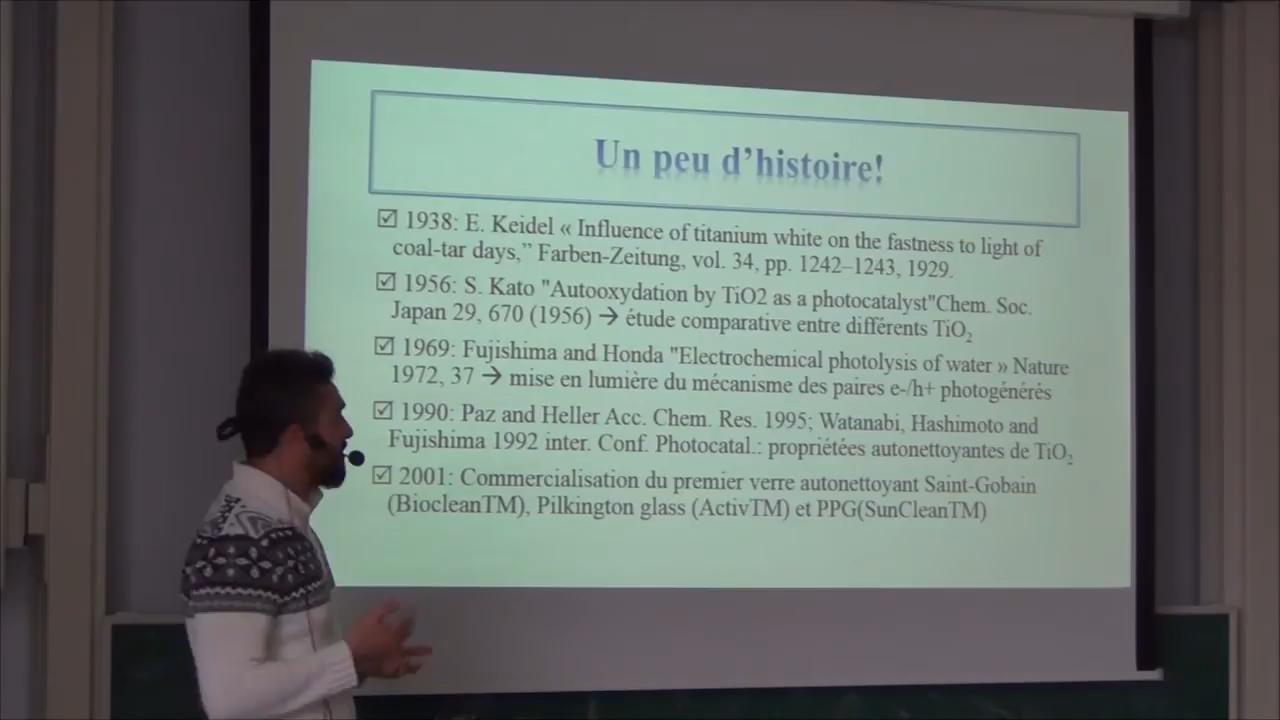 Un peu d'histoire!
☑ 1938: E. Keidel « Influence of titanium white on the fastness to light of
coal-tar days,” Farben-Zeitung, vol. 34, pp. 1242–1243, 1929.
☑ 1956: S. Kato "Autooxydation by TiO2 as a photocatalyst"Chem. Soc.
Japan 29, 670 (1956) → étude comparative entre différents TiO₂
☑ 1969: Fujishima and Honda "Electrochemical photolysis of water » Nature
1972, 37 → mise en lumière du mécanisme des paires e-/h+ photogénérés
☑ 1990: Paz and Heller Acc. Chem. Res. 1995; Watanabi, Hashimoto and
Fujishima 1992 inter. Conf. Photocatal.: propriétées autonettoyantes de TiO₂
☑ 2001: Commercialisation du premier verre autonettoyant Saint-Gobain
(BiocleanTM), Pilkington glass (ActivTM) et PPG(SunCleanTM)